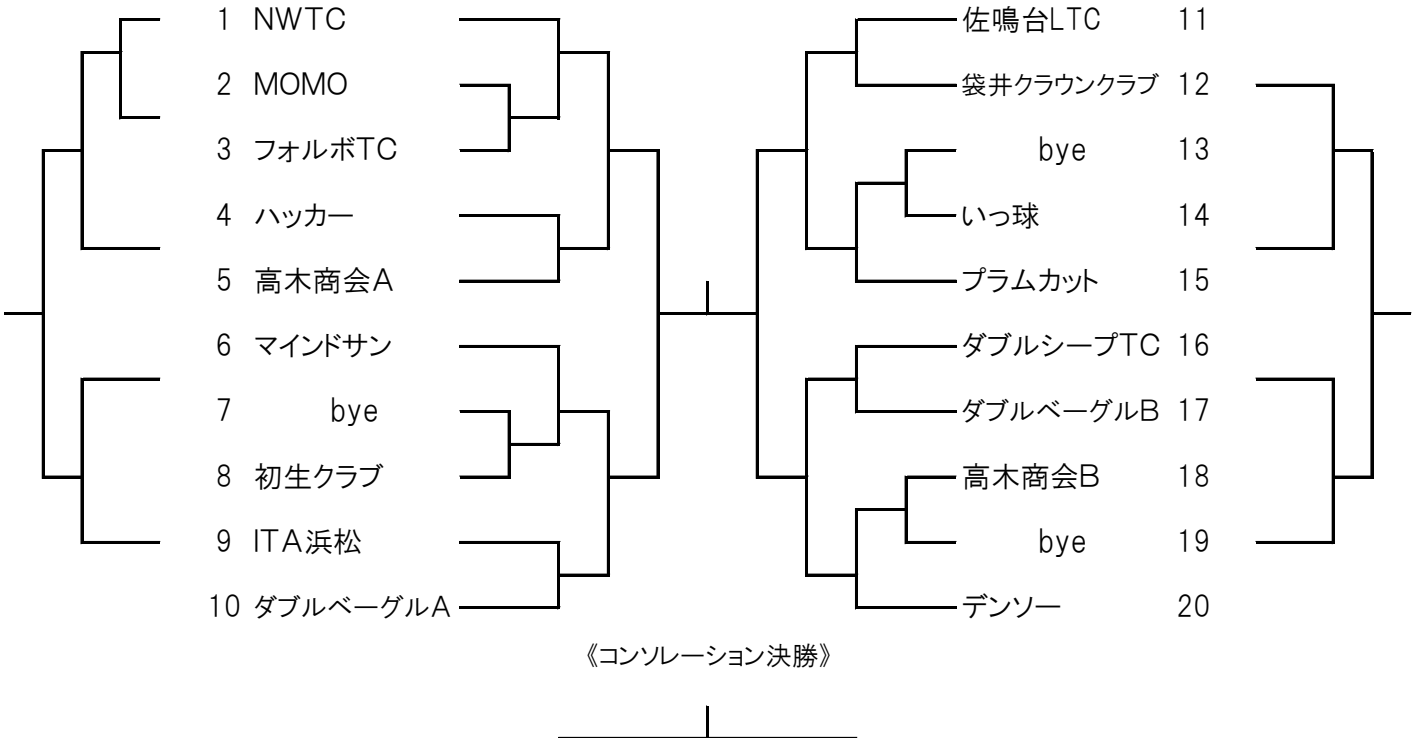 1 NWTC
2 MOMO
3 フォルボTC
4 ハッカー
5 高木商会A
6 マインドサン
7 bye
8 初生クラブ
9 ITA浜松
10 ダブルベーグルA
佐鳴台LTC 11
袋井クラウンクラブ 12
bye 13
いっ球 14
プラムカット 15
ダブルシープTC 16
ダブルベーグルB 17
高木商会B 18
bye 19
デンソー 20
《コンソレーション決勝》